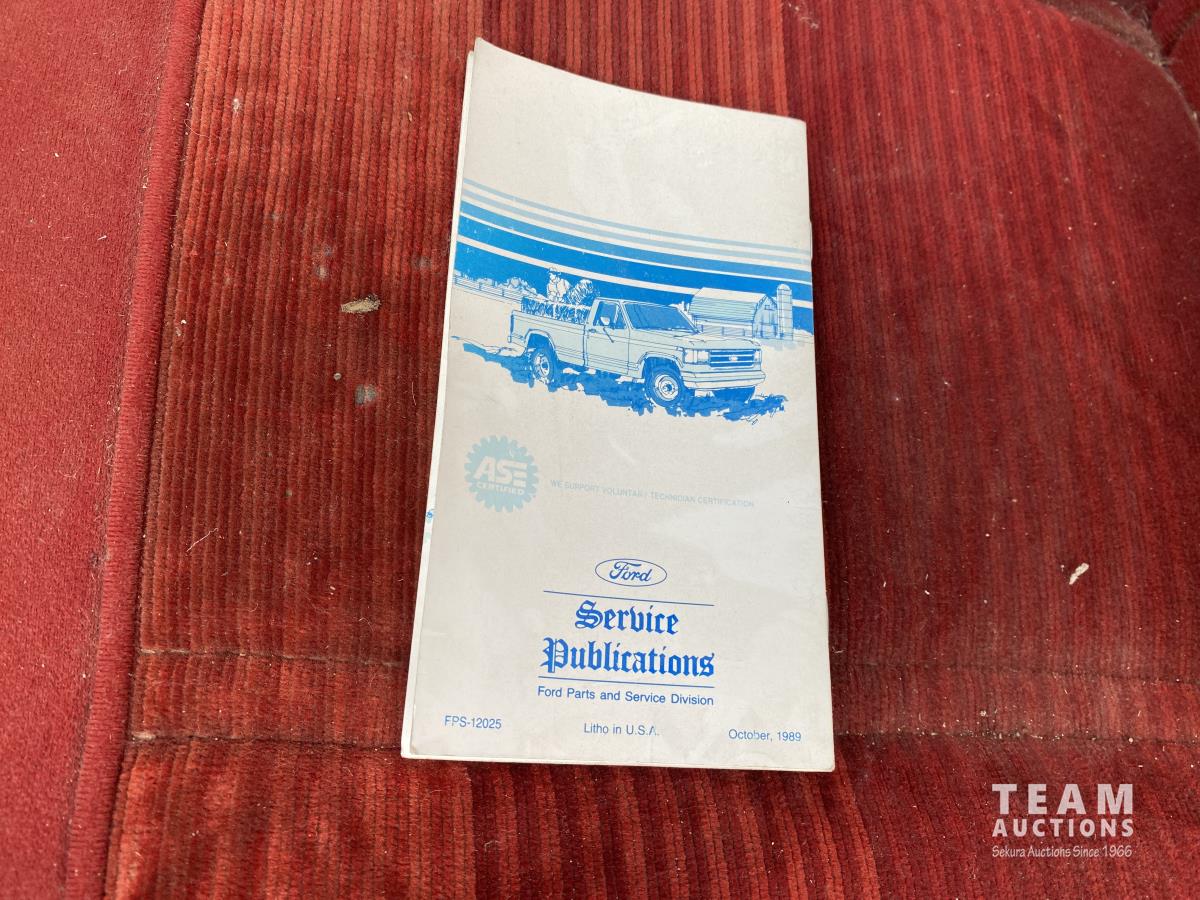 ASE
CERTIFIED
WE SUPPORT VOLUNTARY TECHNICIAN CERTIFICATION
Ford
Service
Publications
Ford Parts and Service Division
FPS-12025
Litho in U.S.A.
October, 1989
TEAM
AUCTIONS
Sekura Auctions Since 1966